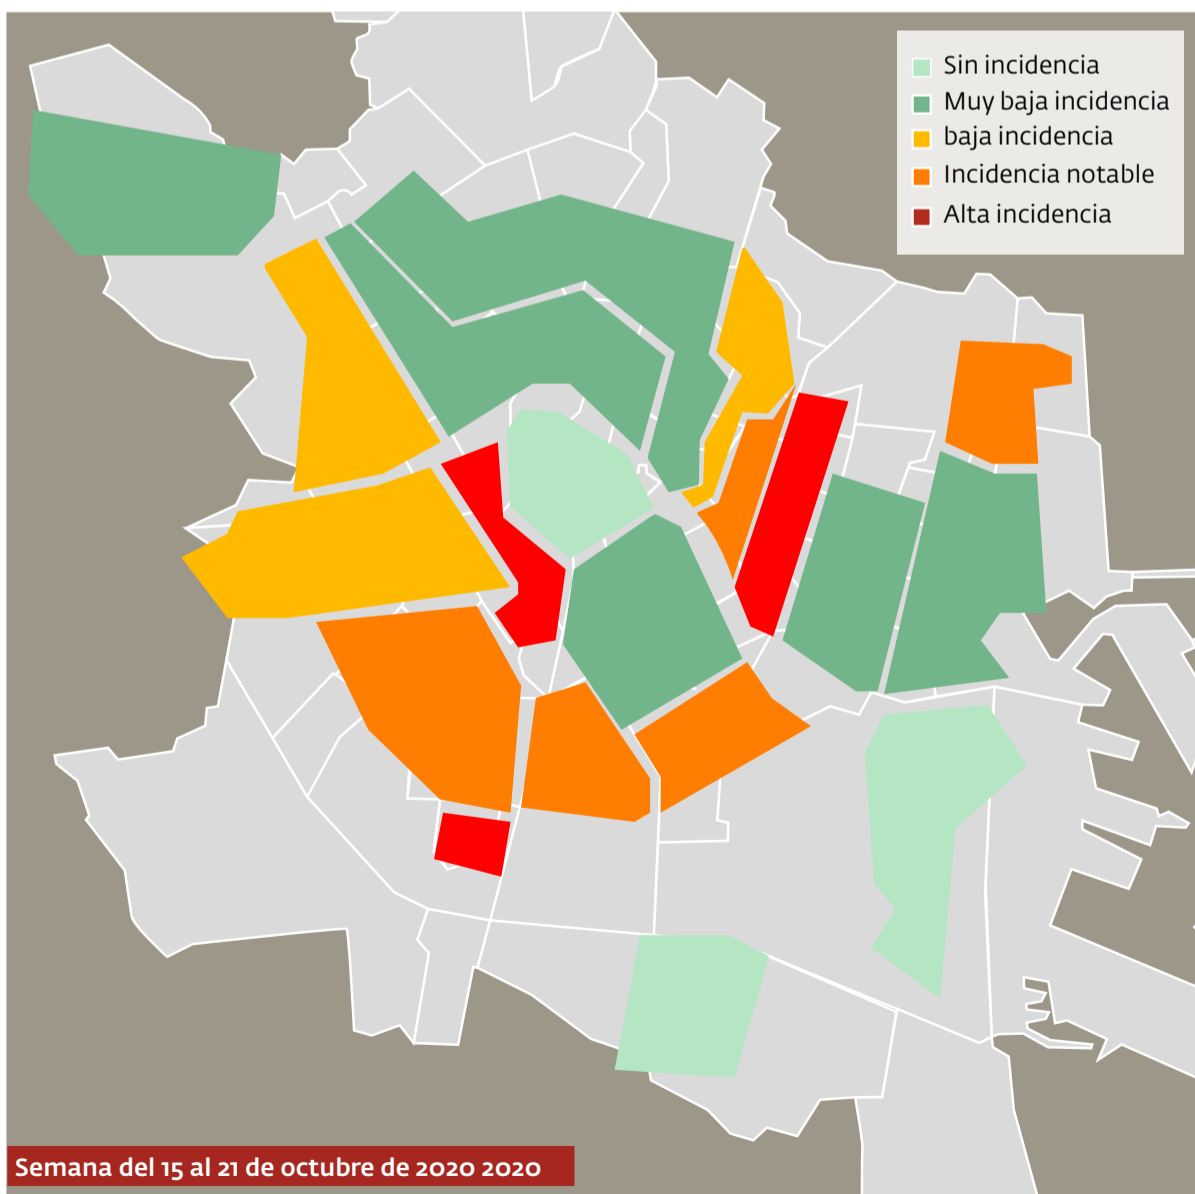 Sin incidencia
Muy baja incidencia
baja incidencia
Incidencia notable
Alta incidencia
Semana del 15 al 21 de octubre de 2020 2020